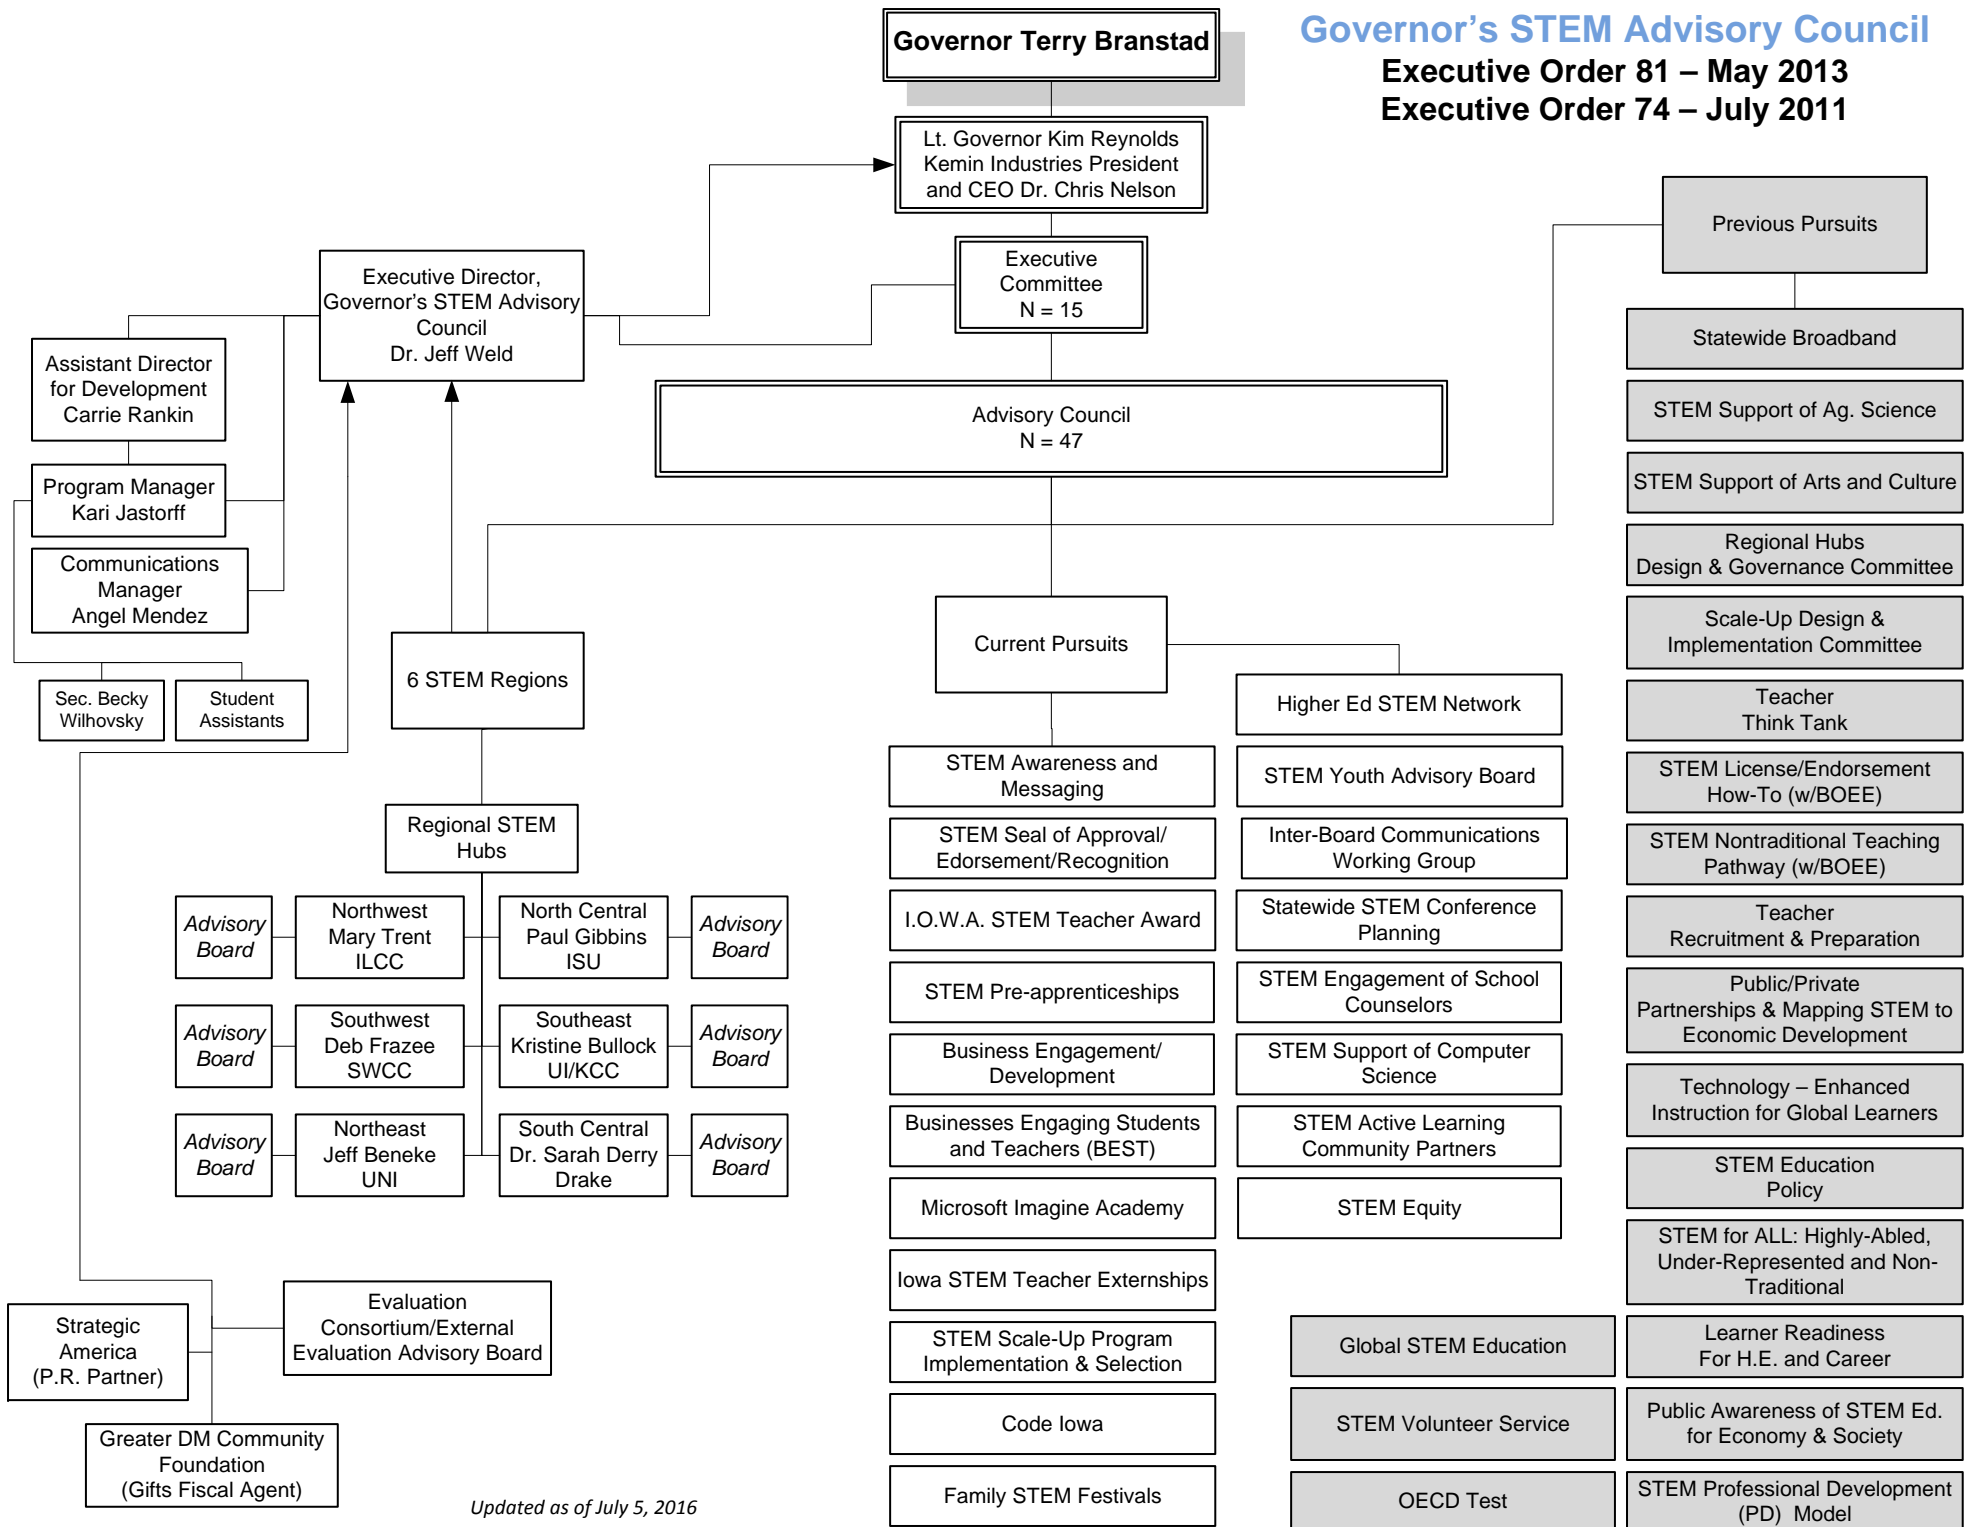 Governor's STEM Advisory Council
Executive Order 81 – May 2013
Executive Order 74 – July 2011
Governor Terry Branstad
Lt. Governor Kim Reynolds
Kemin Industries President
and CEO Dr. Chris Nelson
Executive
Committee
N = 15
Executive Director,
Governor's STEM Advisory
Council
Dr. Jeff Weld
Assistant Director
for Development
Carrie Rankin
Program Manager
Kari Jastorff
Communications
Manager
Angel Mendez
Sec. Becky
Wilhovsky
Student
Assistants
Advisory Council
N = 47
6 STEM Regions
Regional STEM
Hubs
Advisory
Board
Northwest
Mary Trent
ILCC
North Central
Paul Gibbins
ISU
Advisory
Board
Advisory
Board
Southwest
Deb Frazee
SWCC
Southeast
Kristine Bullock
UI/KCC
Advisory
Board
Advisory
Board
Northeast
Jeff Beneke
UNI
South Central
Dr. Sarah Derry
Drake
Advisory
Board
Strategic
America
(P.R. Partner)
Evaluation
Consortium/External
Evaluation Advisory Board
Greater DM Community
Foundation
(Gifts Fiscal Agent)
Updated as of July 5, 2016
Current Pursuits
STEM Awareness and
Messaging
STEM Seal of Approval/
Edorsement/Recognition
I.O.W.A. STEM Teacher Award
STEM Pre-apprenticeships
Business Engagement/
Development
Businesses Engaging Students
and Teachers (BEST)
Microsoft Imagine Academy
Iowa STEM Teacher Externships
STEM Scale-Up Program
Implementation & Selection
Code Iowa
Family STEM Festivals
Higher Ed STEM Network
STEM Youth Advisory Board
Inter-Board Communications
Working Group
Statewide STEM Conference
Planning
STEM Engagement of School
Counselors
STEM Support of Computer
Science
STEM Active Learning
Community Partners
STEM Equity
Previous Pursuits
Statewide Broadband
STEM Support of Ag. Science
STEM Support of Arts and Culture
Regional Hubs
Design & Governance Committee
Scale-Up Design &
Implementation Committee
Teacher
Think Tank
STEM License/Endorsement
How-To (w/BOEE)
STEM Nontraditional Teaching
Pathway (w/BOEE)
Teacher
Recruitment & Preparation
Public/Private
Partnerships & Mapping STEM to
Economic Development
Technology – Enhanced
Instruction for Global Learners
STEM Education
Policy
STEM for ALL: Highly-Abled,
Under-Represented and Non-
Traditional
Learner Readiness
For H.E. and Career
Public Awareness of STEM Ed.
for Economy & Society
STEM Professional Development
(PD) Model
Global STEM Education
STEM Volunteer Service
OECD Test